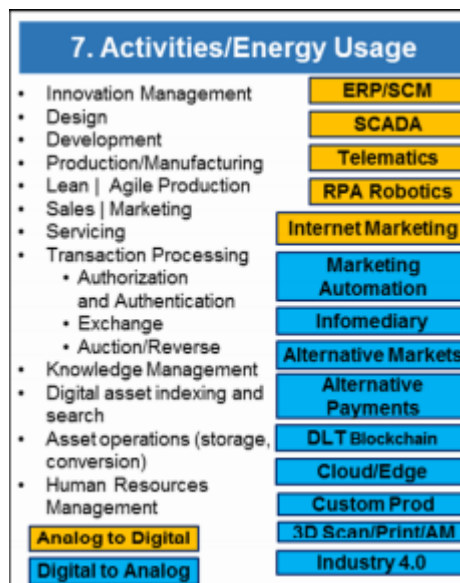 7. Activities/Energy Usage
• Innovation Management
• Design
• Development
• Production/Manufacturing
• Lean | Agile Production
• Sales | Marketing
• Servicing
• Transaction Processing
• Authorization
and Authentication
• Exchange
• Auction/Reverse
• Knowledge Management
• Digital asset indexing and
search
• Asset operations (storage,
conversion)
• Human Resources
Management
Analog to Digital
Digital to Analog
ERP/SCM
SCADA
Telematics
RPA Robotics
Internet Marketing
Marketing
Automation
Infomediary
Alternative Markets
Alternative
Payments
DLT Blockchain
Cloud/Edge
Custom Prod
3D Scan/Print/AM
Industry 4.0